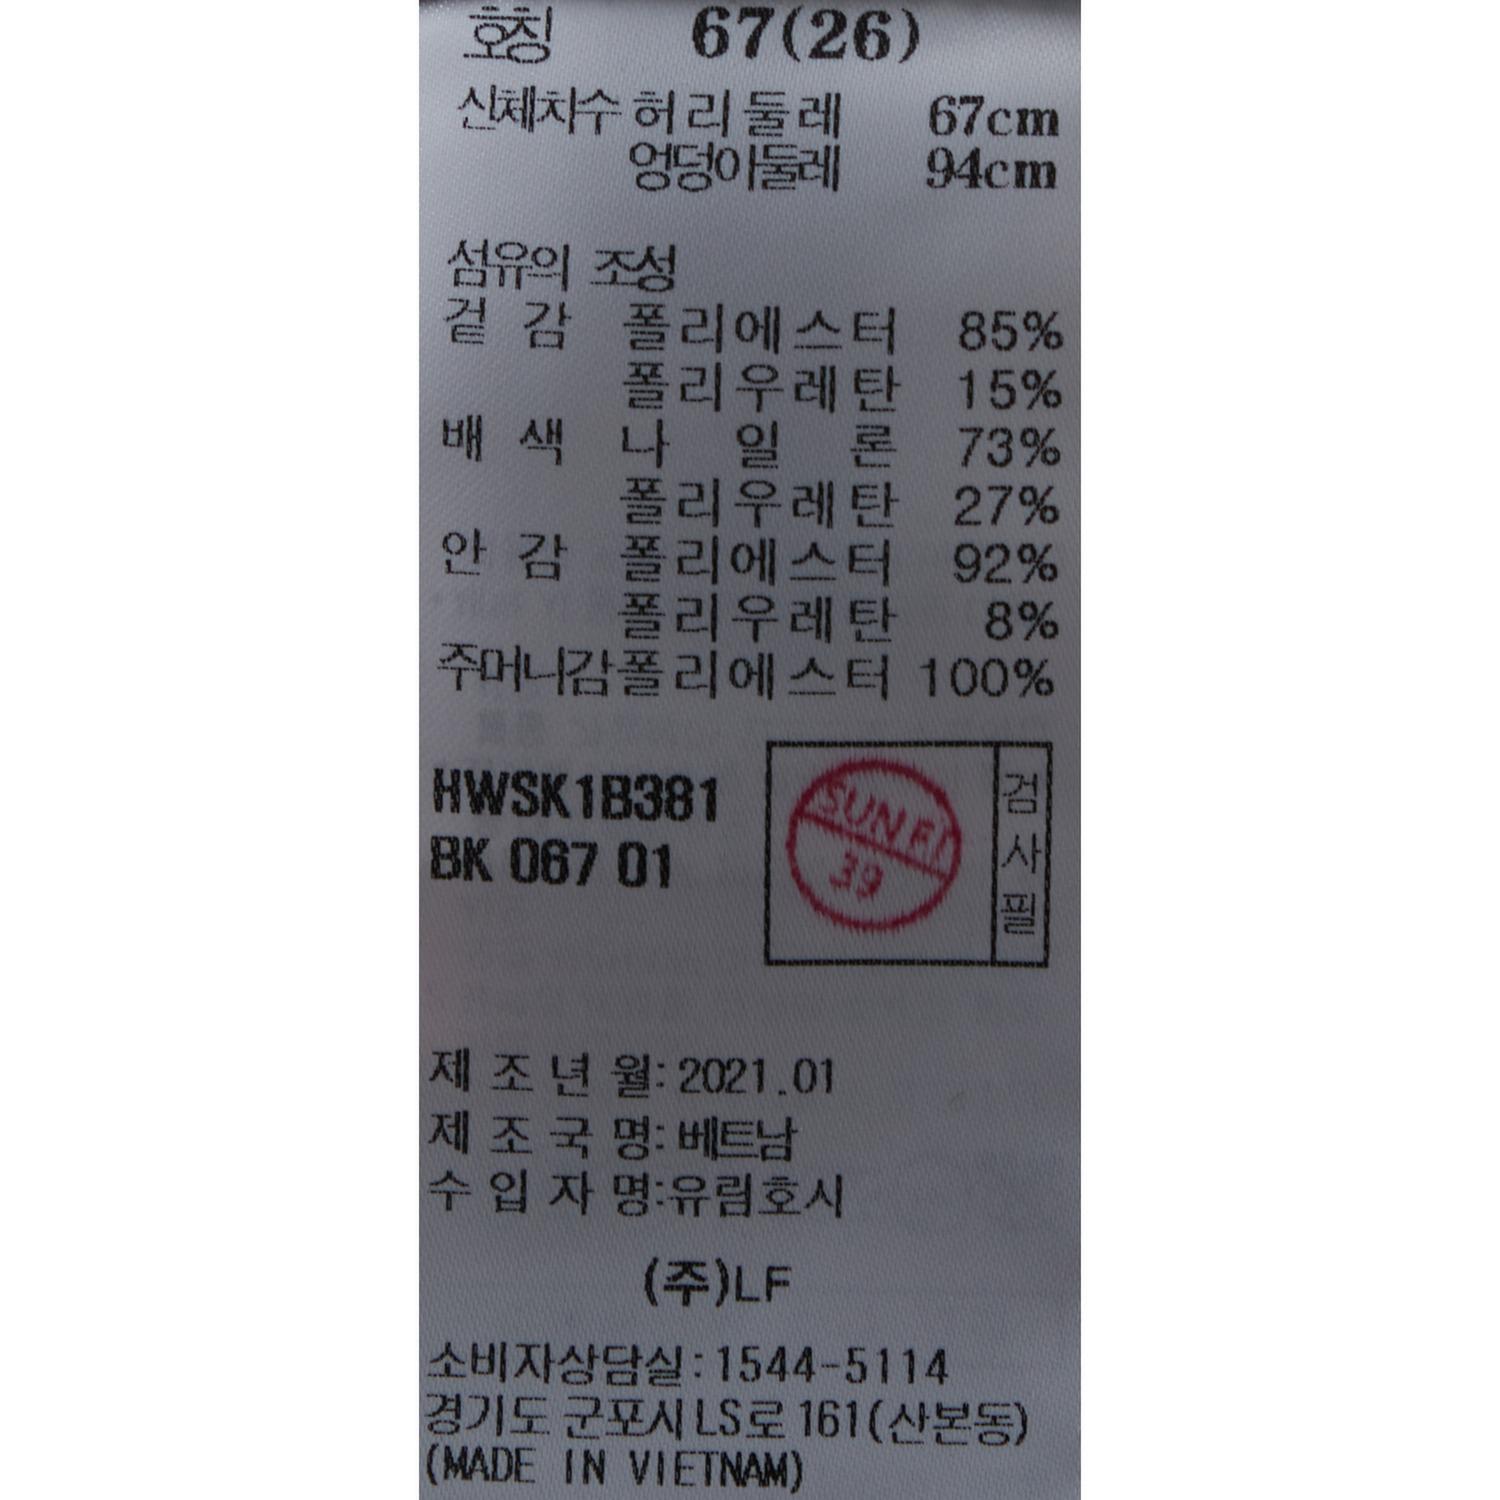 호칭 67(26)
신체치수 허리둘레 67cm
엉덩이둘레 94cm
섬유의 조성
겉 감 폴리에스터 85%
폴리우레탄 15%
배 색 나 일 론 73%
폴리우레탄 27%
안 감 폴리에스터 92%
폴리우레탄 8%
주머니감 폴리에스터 100%
HWSK1B381
BK 067 01
SUN F.I
39
검사필
제 조 년 월: 2021.01
제 조 국 명: 베트남
수 입 자 명:유림호시
(주)LF
소비자상담실:1544-5114
경기도 군포시 LS로 161(산본동)
(MADE IN VIETNAM)